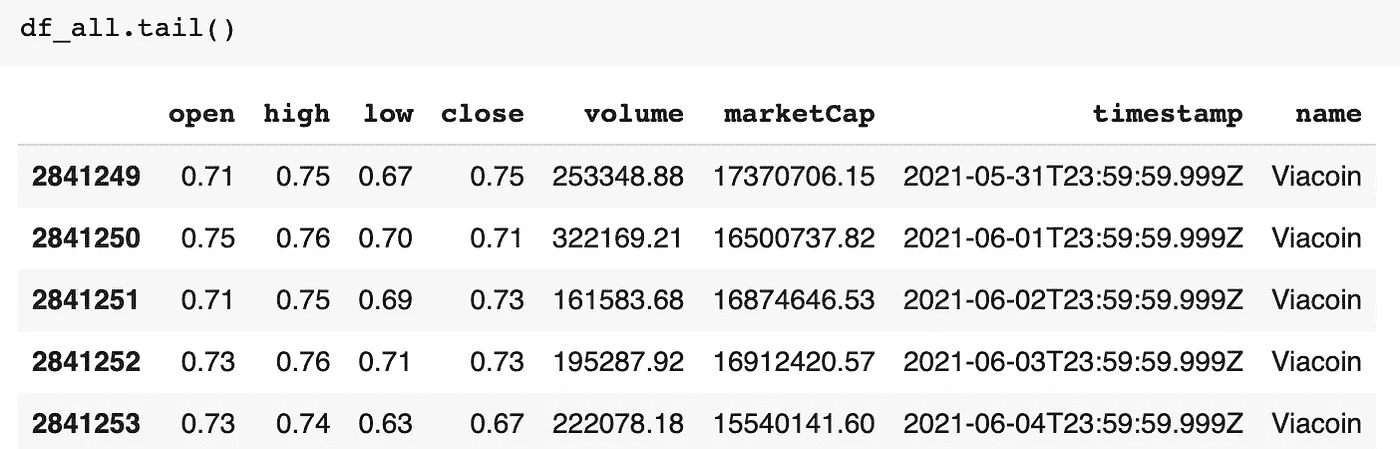 df_all.tail()
open high low close volume marketCap timestamp name
2841249 0.71 0.75 0.67 0.75 253348.88 17370706.15 2021-05-31T23:59:59.999Z Viacoin
2841250 0.75 0.76 0.70 0.71 322169.21 16500737.82 2021-06-01T23:59:59.999Z Viacoin
2841251 0.71 0.75 0.69 0.73 161583.68 16874646.53 2021-06-02T23:59:59.999Z Viacoin
2841252 0.73 0.76 0.71 0.73 195287.92 16912420.57 2021-06-03T23:59:59.999Z Viacoin
2841253 0.73 0.74 0.63 0.67 222078.18 15540141.60 2021-06-04T23:59:59.999Z Viacoin